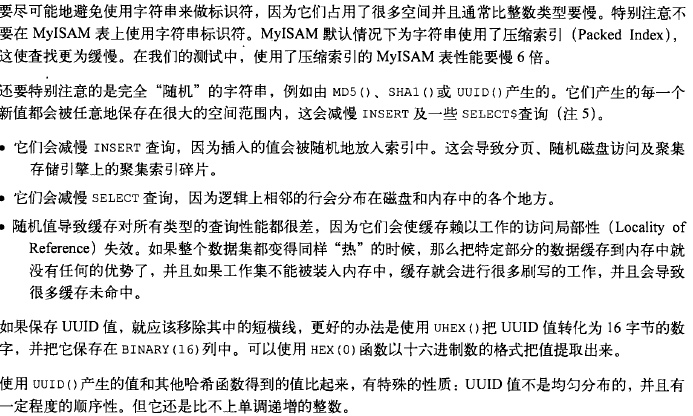 要尽可能地避免使用字符串来做标识符，因为它们占用了很多空间并且通常比整数类型要慢。特别注意不
要在 MyISAM 表上使用字符串标识符。MyISAM 默认情况下为字符串使用了压缩索引（Packed Index），
这使查找更为缓慢。在我们的测试中，使用了压缩索引的 MyISAM 表性能要慢 6 倍。
还要特别注意的是完全“随机”的字符串，例如由 MD5()、SHA1()或 UUID()产生的。它们产生的每一个
新值都会被任意地保存在很大的空间范围内，这会减慢 INSERT 及一些 SELECT$查询（注 5）。
• 它们会减慢 INSERT 查询，因为插入的值会被随机地放入索引中。这会导致分页、随机磁盘访问及聚集
存储引擎上的聚集索引碎片。
• 它们会减慢 SELECT 查询，因为逻辑上相邻的行会分布在磁盘和内存中的各个地方。
• 随机值导致缓存对所有类型的查询性能都很差，因为它们会使缓存赖以工作的访问局部性（Locality of
Reference）失效。如果整个数据集都变得同样“热”的时候，那么把特定部分的数据缓存到内存中就
没有任何的优势了，并且如果工作集不能被装入内存中，缓存就会进行很多刷写的工作，并且会导致
很多缓存未命中。
如果保存 UUID 值，就应该移除其中的短横线，更好的办法是使用 UHEX()把 UUID 值转化为 16 字节的数
字，并把它保存在 BINARY(16)列中。可以使用 HEX(0)函数以十六进制数的格式把值提取出来。
使用 UUID()产生的值和其他哈希函数得到的值比起来，有特殊的性质：UUID 值不是均匀分布的，并且有
一定程度的顺序性。但它还是比不上单调递增的整数。